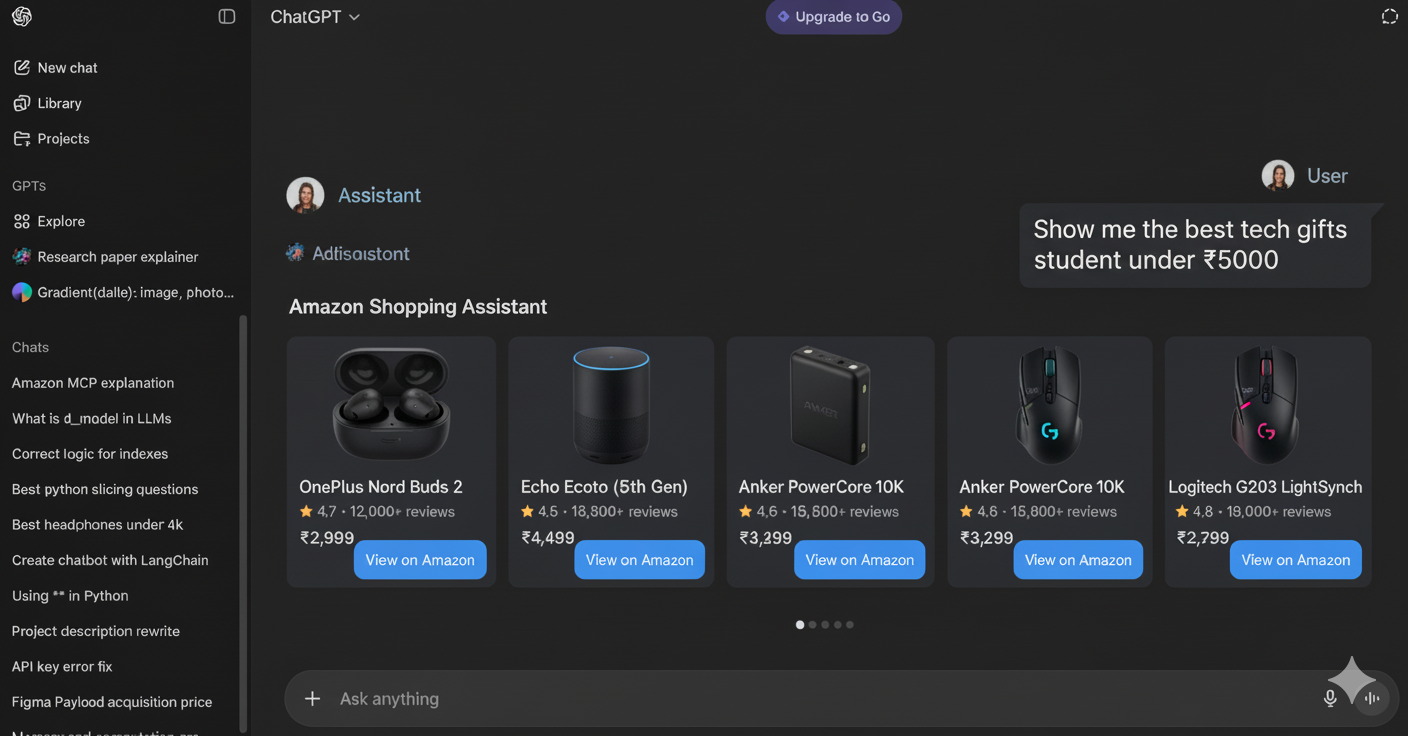 ChatGPT
Upgrade to Go
New chat
Library
Projects
GPTs
Explore
Research paper explainer
Gradient(dalle): image, photo...
Chats
Amazon MCP explanation
What is d_model in LLMs
Correct logic for indexes
Best python slicing questions
Best headphones under 4k
Create chatbot with LangChain
Using ** in Python
Project description rewrite
API key error fix
Figma Paylood acquisition price
User
Show me the best tech gifts
student under ₹5000
Assistant
Amazon Shopping Assistant
ANKER
OnePlus Nord Buds 2
4,7 • 12,000+ reviews
₹2,999
View on Amazon
Echo Ecoto (5th Gen)
4.5 • 18,800+ reviews
₹4,499
View on Amazon
Anker PowerCore 10K
4,6 • 15,800+ reviews
₹3,299
View on Amazon
Anker PowerCore 10K
4.6 • 15,800+ reviews
₹3,299
View on Amazon
Logitech G203 LightSynch
4.8 • 19,000+ reviews
₹2,799
View on Amazon
Ask anything